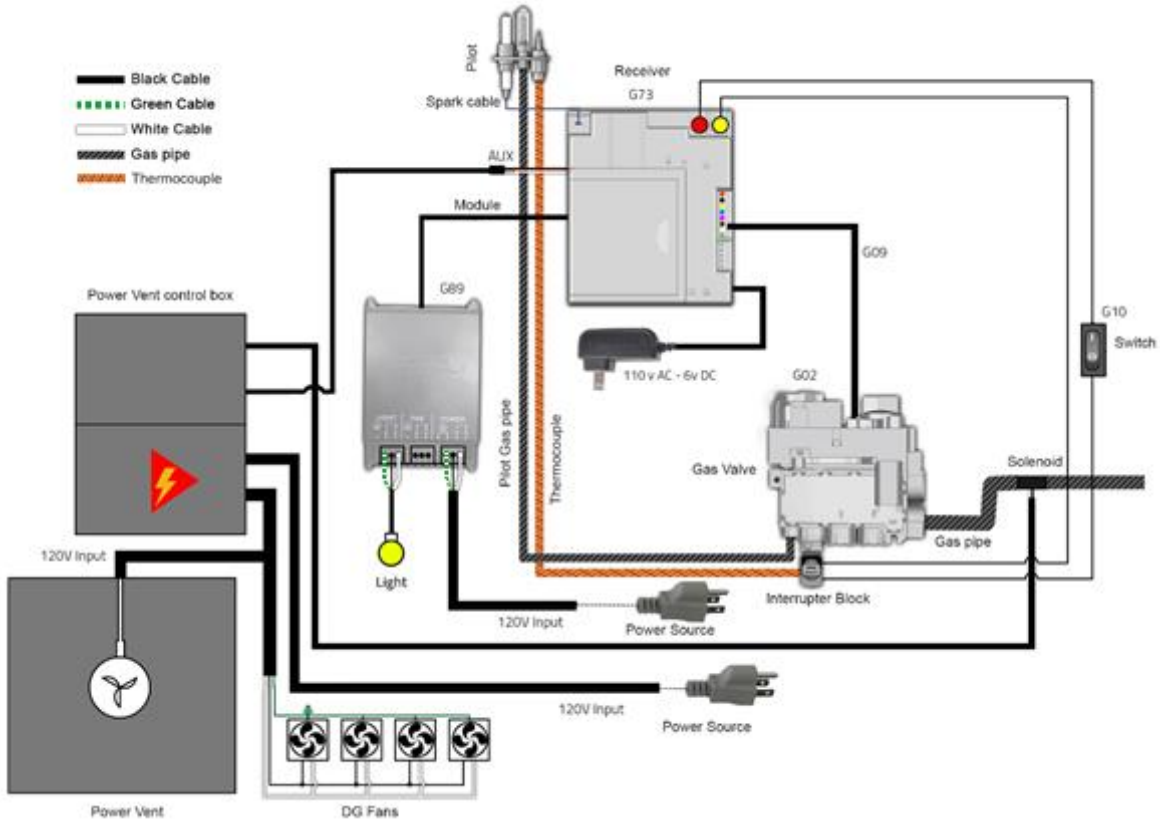 Black Cable
Green Cable
White Cable
Gas pipe
Thermocouple
Pilot
Spark cable
Receiver
G73
AUX
Module
G09
Power Vent control box
G89
G10
Switch
110 v AC - 6v DC
G02
Pilot Gas pipe
Thermocouple
Gas Valve
Solenoid
Gas pipe
120V Input
Light
Interrupter Block
120V Input
Power Source
120V Input
Power Source
Power Vent
DG Fans